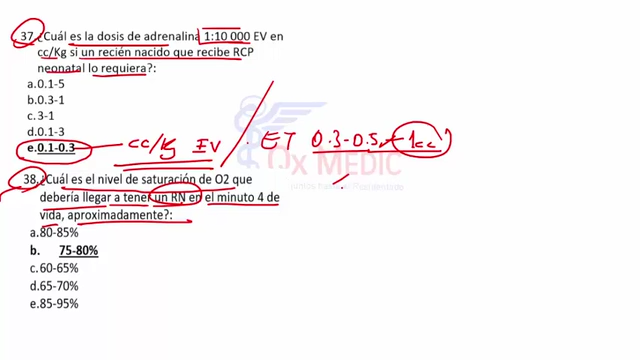 37.¿Cuál es la dosis de adrenalina 1:10 000 EV en
cc/Kg si un recién nacido que recibe RCP
neonatal lo requiera?:
a.0.1-5
b.0.3-1
c.3-1
d.0.1-3
e.0.1-0.3
cc/Kg EV
ET 0.3-0.5 1cc
Qx MEDIC
38.¿Cuál es el nivel de saturación de O2 que
debería llegar a tener un RN en el minuto 4 de
vida, aproximadamente?:
a.80-85%
b. 75-80%
c.60-65%
d.65-70%
e.85-95%